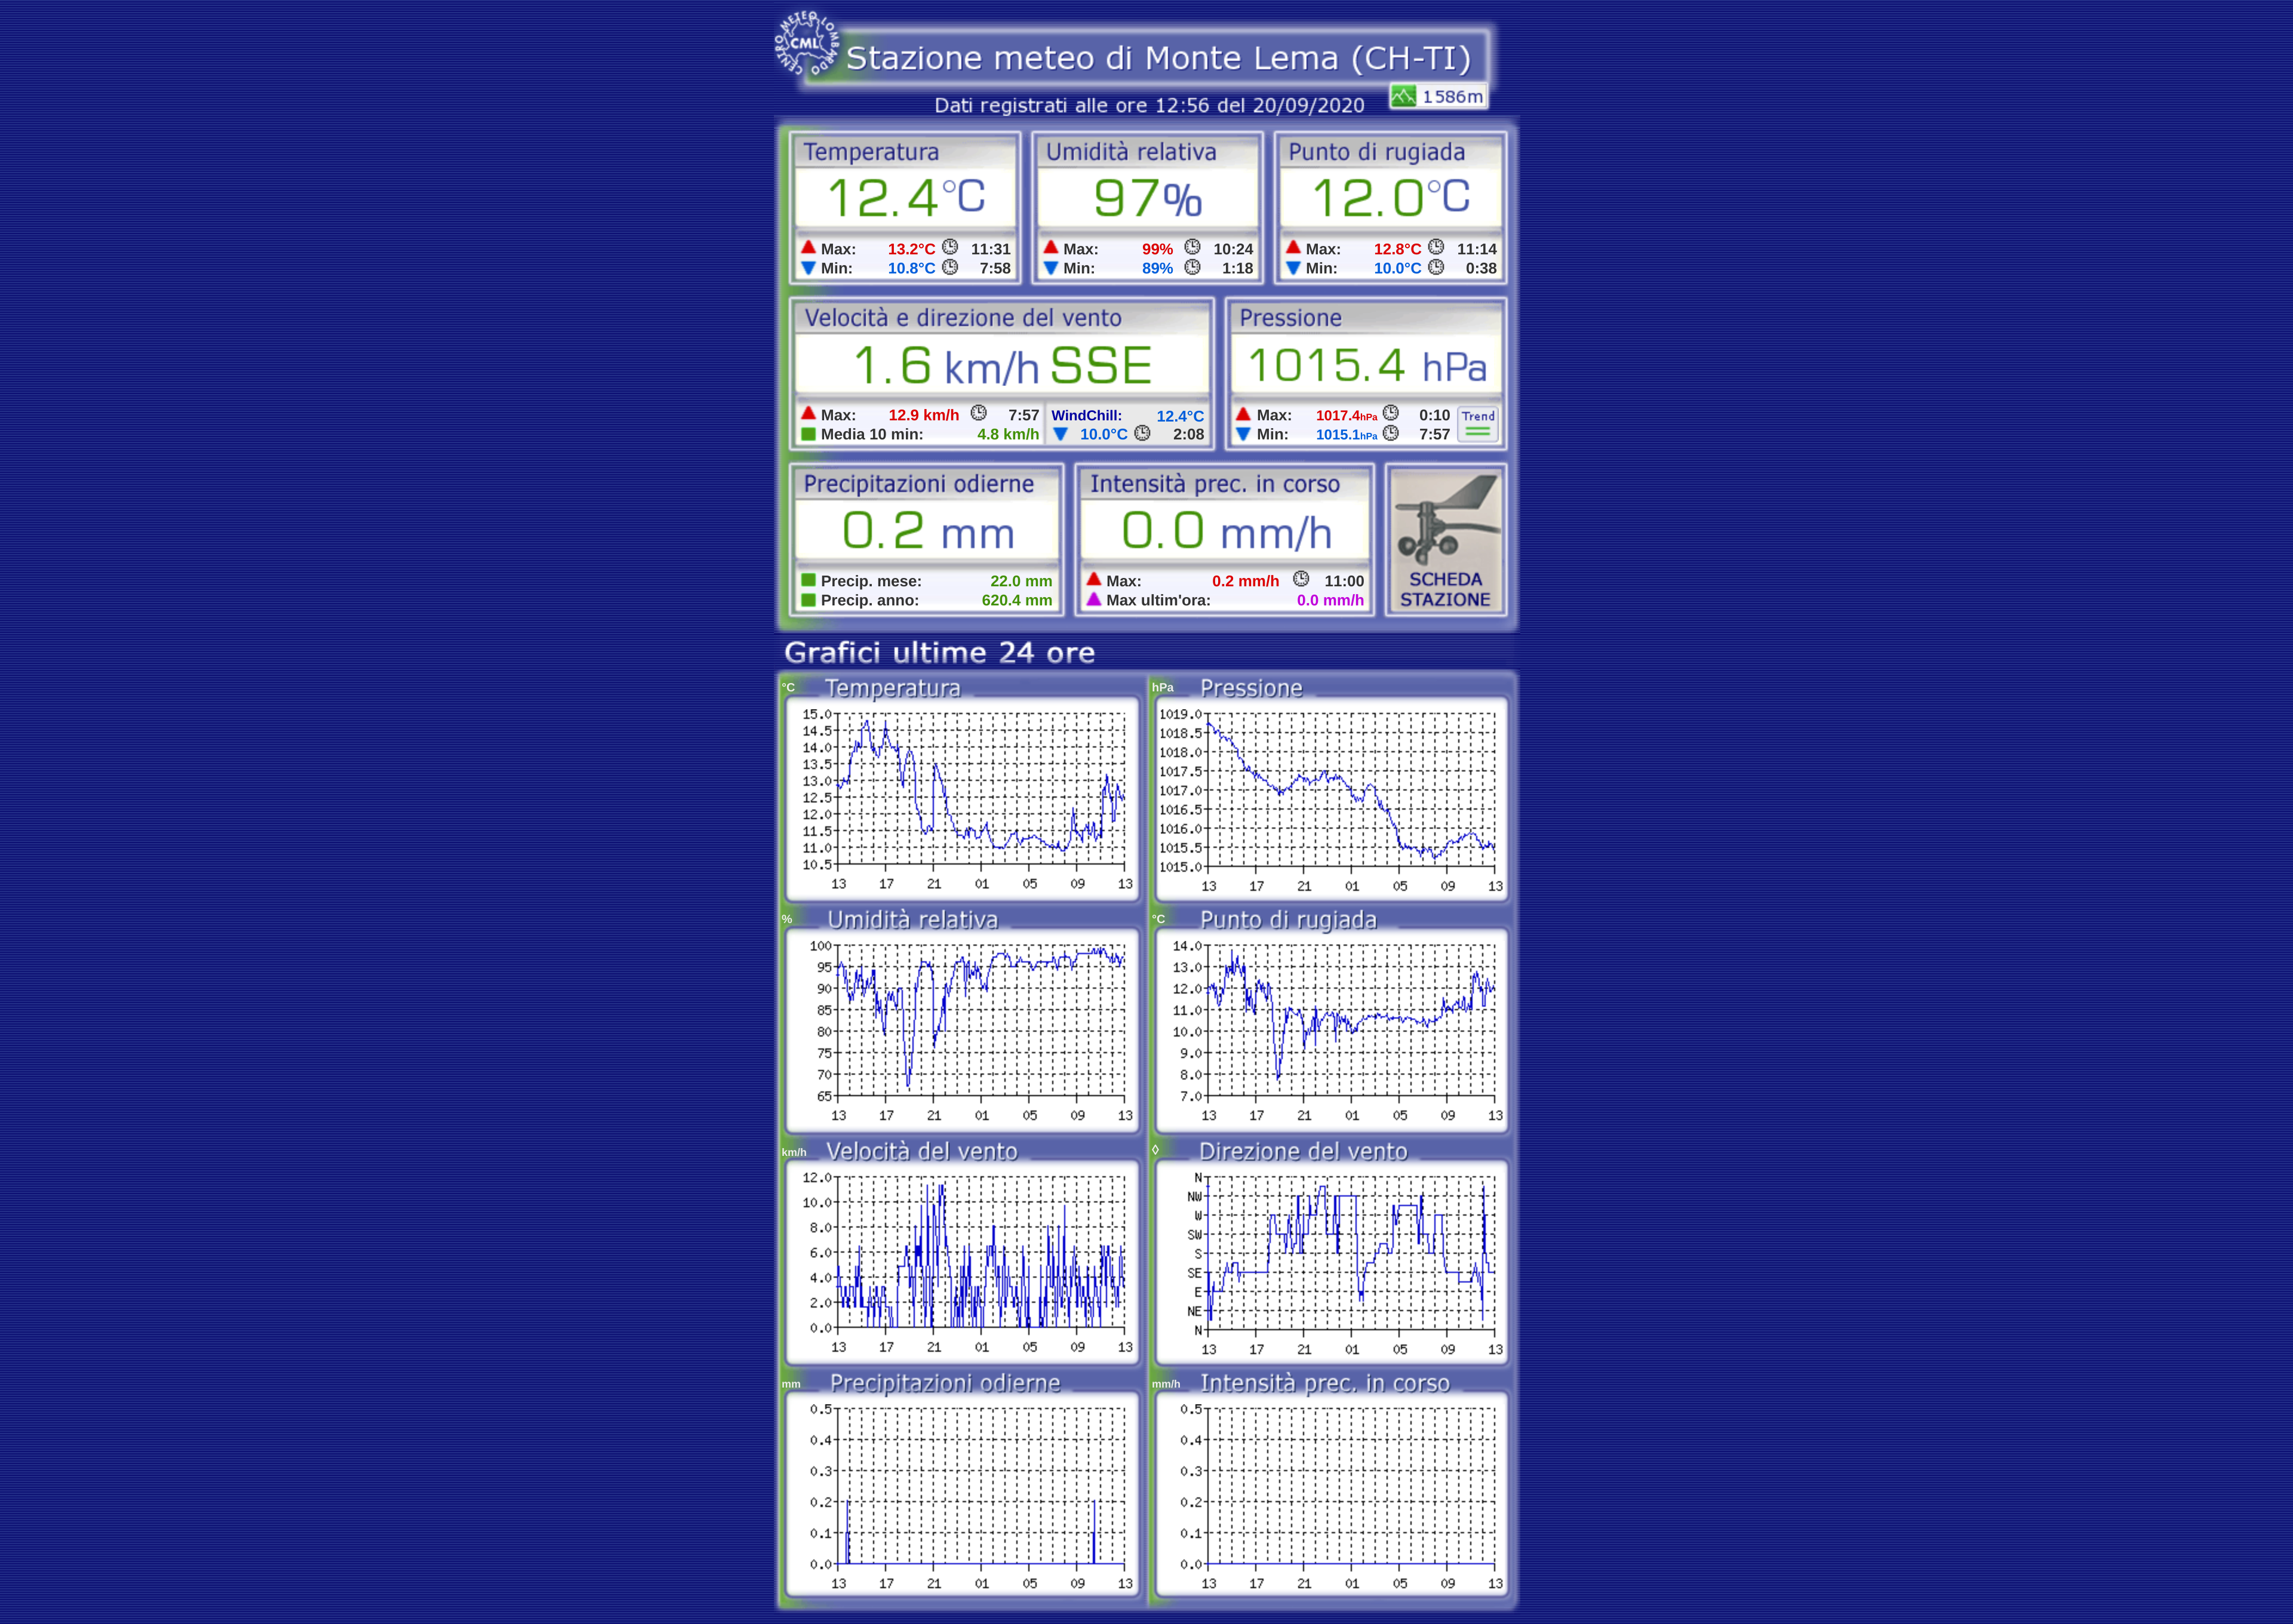 CENTRO METEO LOMBARDO
CML
Stazione meteo di Monte Lema (CH-TI)
Dati registrati alle ore 12:56 del 20/09/2020
1586m
Temperatura
12.4°C
Max: 13.2°C 11:31
Min: 10.8°C 7:58
Umidità relativa
97%
Max: 99% 10:24
Min: 89% 1:18
Punto di rugiada
12.0°C
Max: 12.8°C 11:14
Min: 10.0°C 0:38
Velocità e direzione del vento
1.6 km/h SSE
Max: 12.9 km/h 7:57
Media 10 min: 4.8 km/h
WindChill: 12.4°C
10.0°C 2:08
Pressione
1015.4 hPa
Max: 1017.4hPa 0:10
Min: 1015.1hPa 7:57
Trend
Precipitazioni odierne
0.2 mm
Precip. mese: 22.0 mm
Precip. anno: 620.4 mm
Intensità prec. in corso
0.0 mm/h
Max: 0.2 mm/h 11:00
Max ultim'ora: 0.0 mm/h
SCHEDA
STAZIONE
Grafici ultime 24 ore
°C Temperatura
15.0
14.5
14.0
13.5
13.0
12.5
12.0
11.5
11.0
10.5
13 17 21 01 05 09 13
hPa Pressione
1019.0
1018.5
1018.0
1017.5
1017.0
1016.5
1016.0
1015.5
1015.0
13 17 21 01 05 09 13
% Umidità relativa
100
95
90
85
80
75
70
65
13 17 21 01 05 09 13
°C Punto di rugiada
14.0
13.0
12.0
11.0
10.0
9.0
8.0
7.0
13 17 21 01 05 09 13
km/h Velocità del vento
12.0
10.0
8.0
6.0
4.0
2.0
0.0
13 17 21 01 05 09 13
◊ Direzione del vento
N
NW
W
SW
S
SE
E
NE
N
13 17 21 01 05 09 13
mm Precipitazioni odierne
0.5
0.4
0.3
0.2
0.1
0.0
13 17 21 01 05 09 13
mm/h Intensità prec. in corso
0.5
0.4
0.3
0.2
0.1
0.0
13 17 21 01 05 09 13